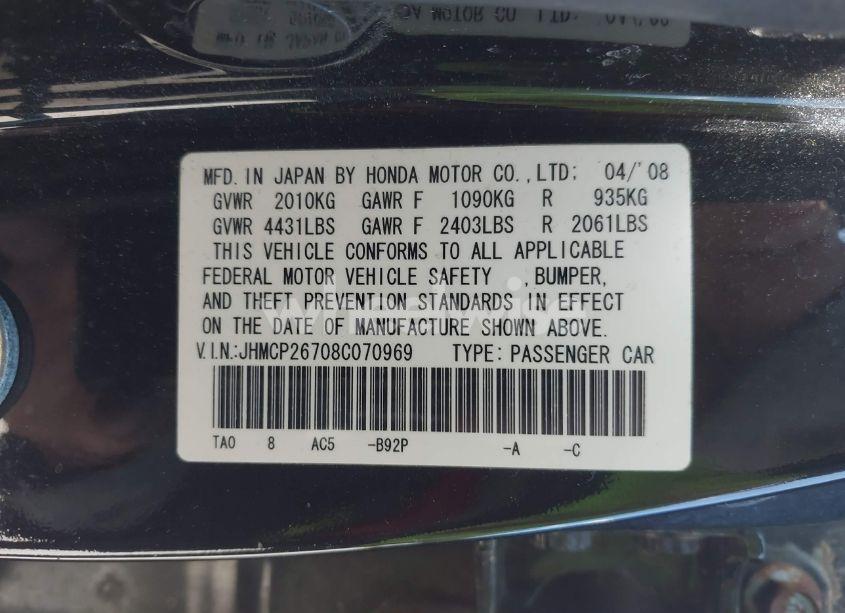 MFD. IN JAPAN BY HONDA MOTOR CO.,LTD: 04/'08
GVWR 2010KG GAWR F 1090KG R 935KG
GVWR 4431LBS GAWR F 2403LBS R 2061LBS
THIS VEHICLE CONFORMS TO ALL APPLICABLE
FEDERAL MOTOR VEHICLE SAFETY ,BUMPER,
AND THEFT PREVENTION STANDARDS IN EFFECT
ON THE DATE OF MANUFACTURE SHOWN ABOVE.
V.I.N.:JHMCP26708C070969 TYPE: PASSENGER CAR
TA0 8 AC5 -B92P -A -C